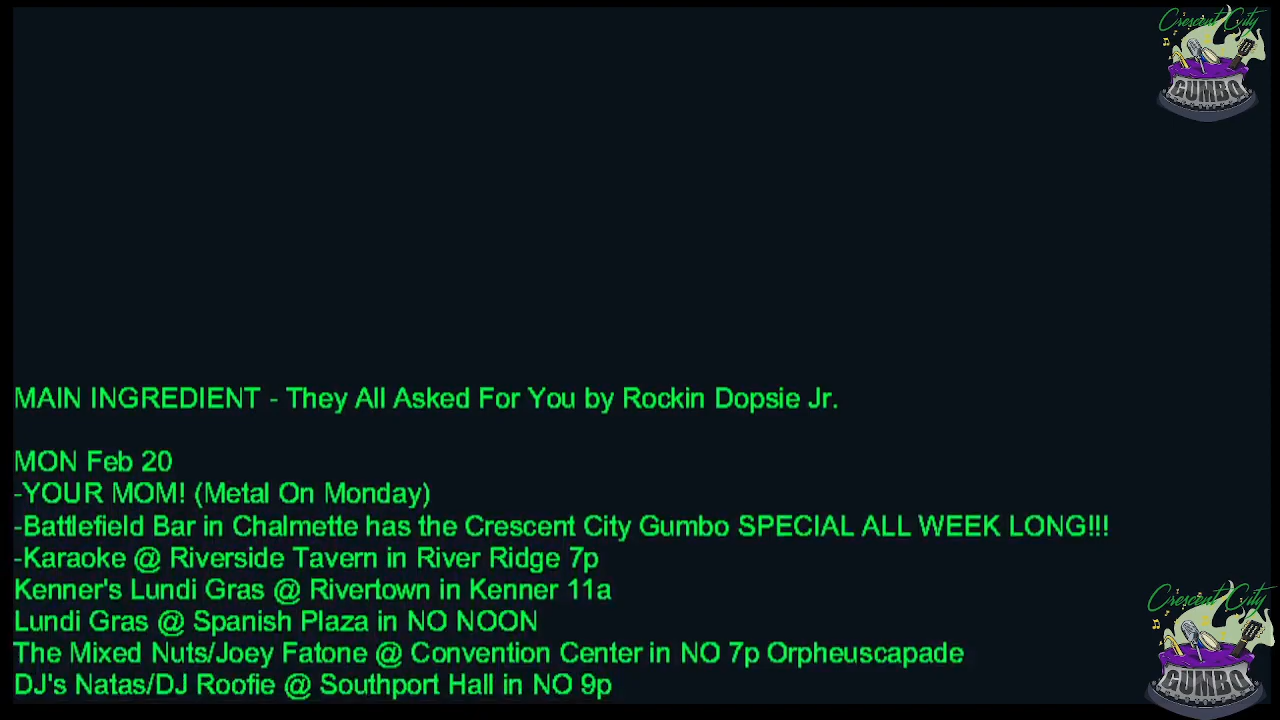 Crescent City
GUMBO
MAIN INGREDIENT - They All Asked For You by Rockin Dopsie Jr.
MON Feb 20
-YOUR MOM! (Metal On Monday)
-Battlefield Bar in Chalmette has the Crescent City Gumbo SPECIAL ALL WEEK LONG!!!
-Karaoke @ Riverside Tavern in River Ridge 7p
Kenner's Lundi Gras @ Rivertown in Kenner 11a
Lundi Gras @ Spanish Plaza in NO NOON
The Mixed Nuts/Joey Fatone @ Convention Center in NO 7p Orpheuscapade
DJ's Natas/DJ Roofie @ Southport Hall in NO 9p
Crescent City
GUMBO